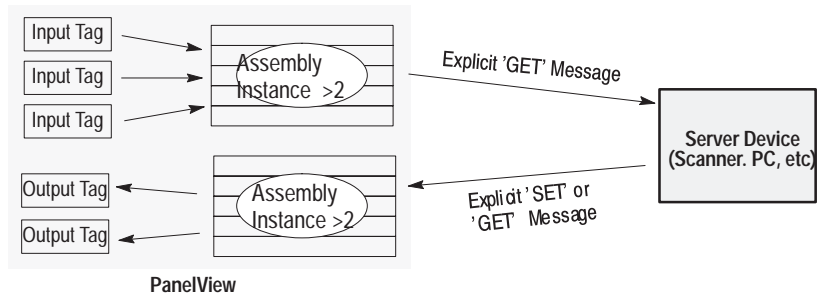 Input Tag
Input Tag
Input Tag
Assembly
Instance >2
Explicit 'GET' Message
Server Device
(Scanner. PC, etc)
Output Tag
Output Tag
Assembly
Instance >2
Explicit 'SET' or
'GET' Message
PanelView